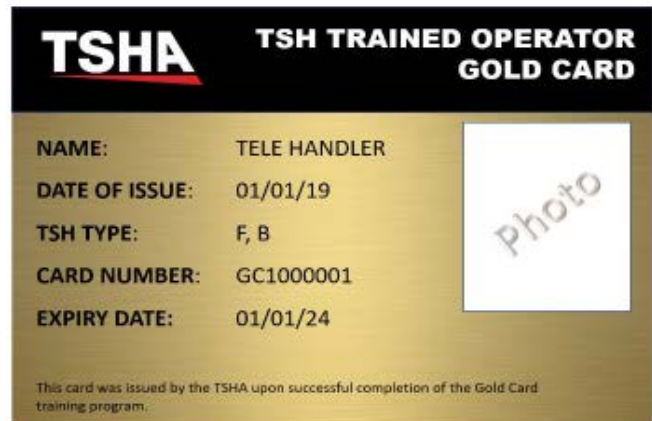 TSHA
TSH TRAINED OPERATOR
GOLD CARD
NAME: TELE HANDLER
DATE OF ISSUE: 01/01/19
TSH TYPE: F, B
CARD NUMBER: GC1000001
EXPIRY DATE: 01/01/24
Photo
This card was issued by the TSHA upon successful completion of the Gold Card
training program.